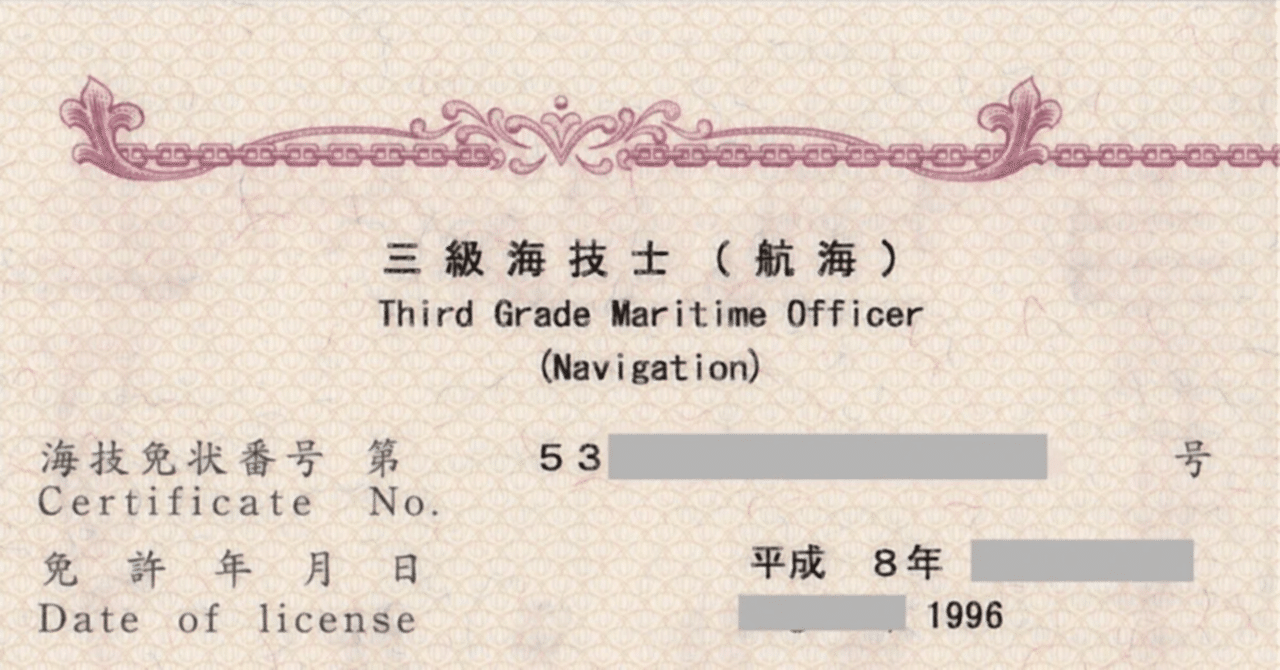 三級海技士（航海）
Third Grade Maritime Officer
(Navigation)
海技免状番号 第 53 号
Certificate No.
免許年月日 平成 8年
Date of license 1996